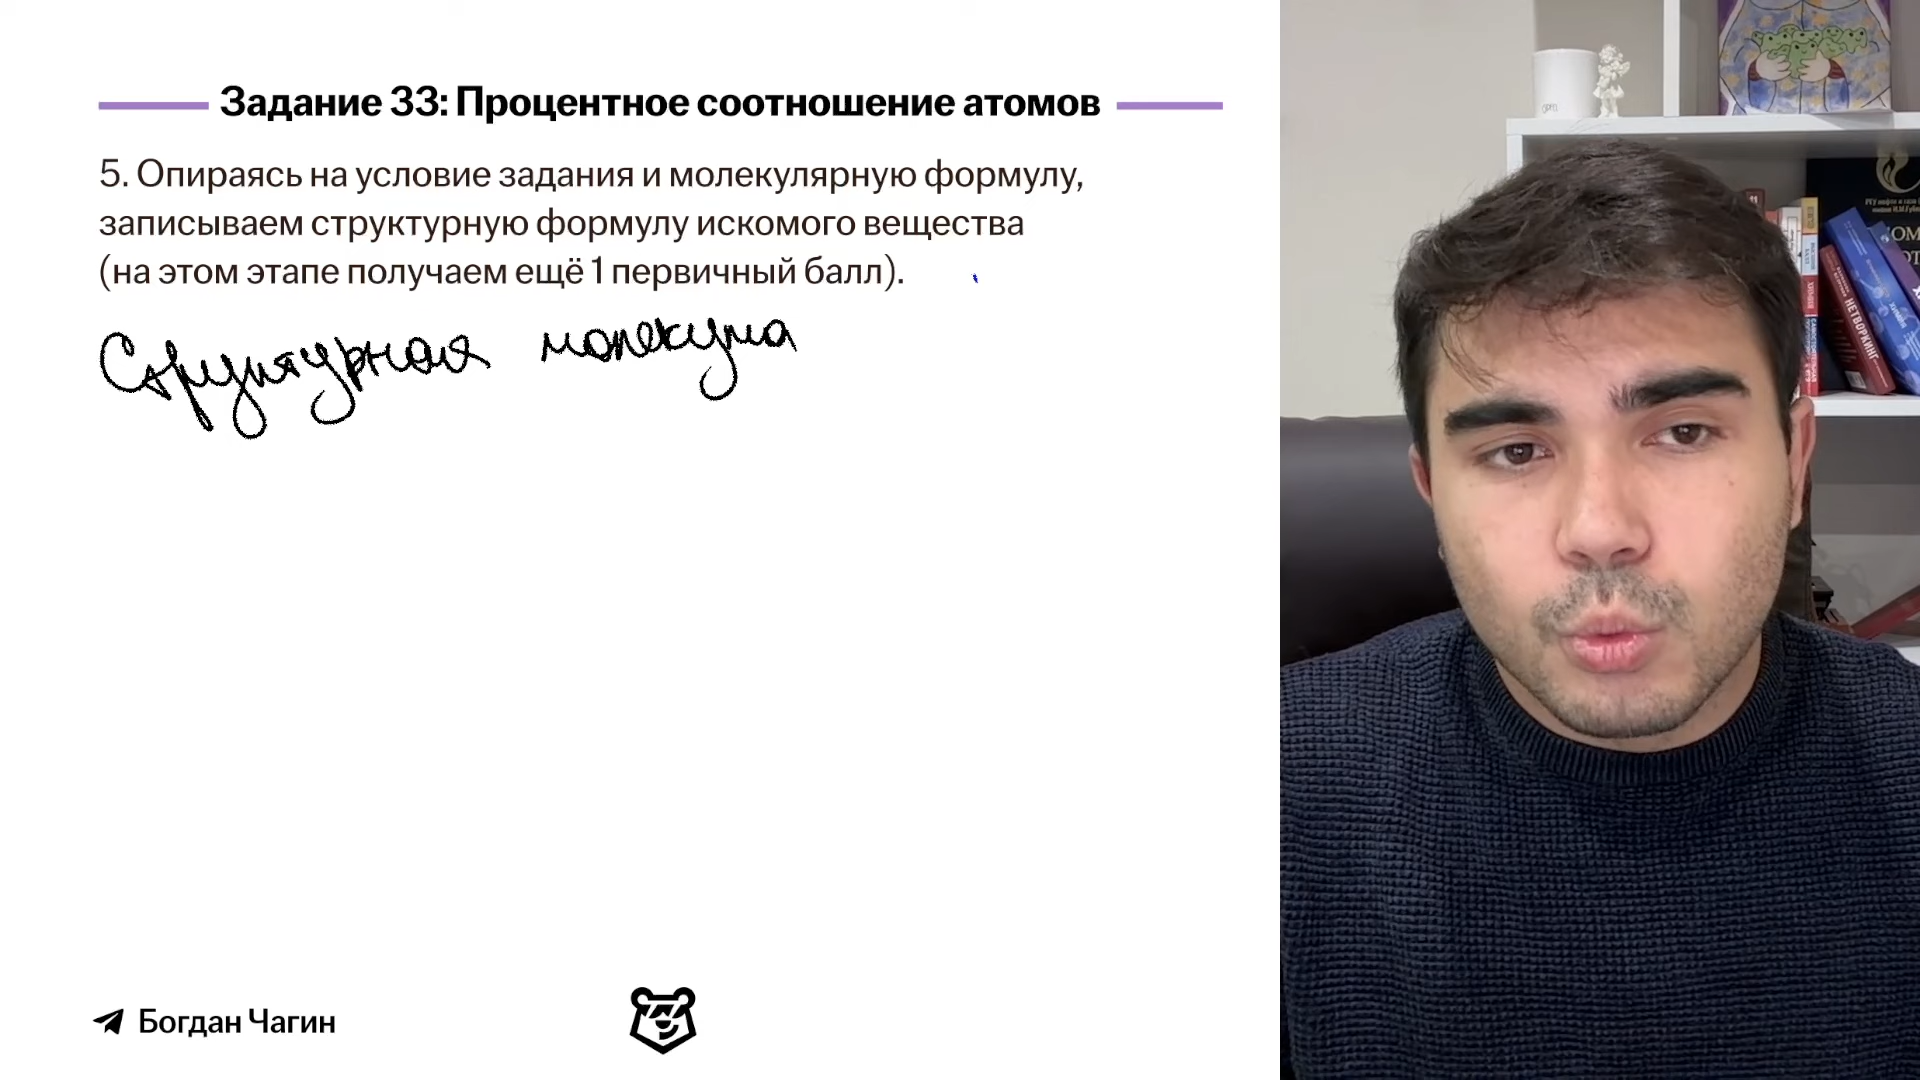 Задание 33: Процентное соотношение атомов
5. Опираясь на условие задания и молекулярную формулу,
записываем структурную формулу искомого вещества
(на этом этапе получаем ещё 1 первичный балл).
Структурная молекула
Богдан Чагин
НЕТВОРКИНГ